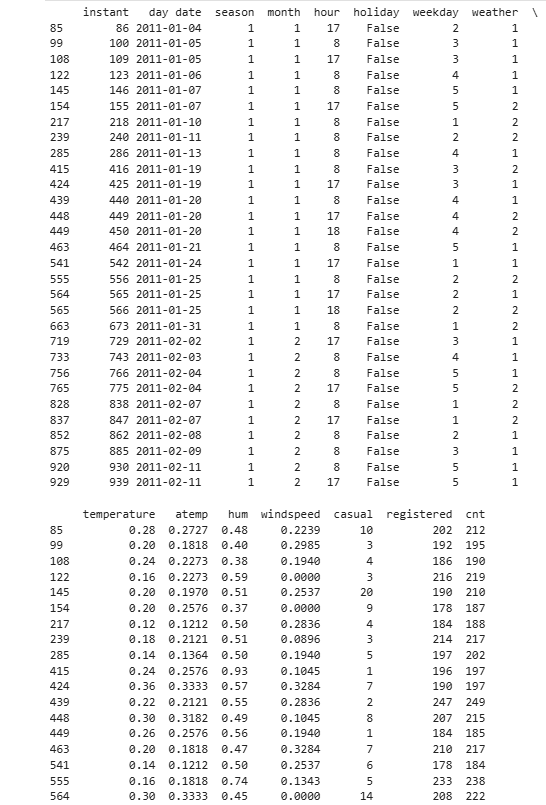 instant day date season month hour holiday weekday weather \
85 86 2011-01-04 1 1 17 False 2 1
99 100 2011-01-05 1 1 8 False 3 1
108 109 2011-01-05 1 1 17 False 3 1
122 123 2011-01-06 1 1 8 False 4 1
145 146 2011-01-07 1 1 8 False 5 1
154 155 2011-01-07 1 1 17 False 5 2
217 218 2011-01-10 1 1 8 False 1 2
239 240 2011-01-11 1 1 8 False 2 2
285 286 2011-01-13 1 1 8 False 4 1
415 416 2011-01-19 1 1 8 False 3 2
424 425 2011-01-19 1 1 17 False 3 1
439 440 2011-01-20 1 1 8 False 4 1
448 449 2011-01-20 1 1 17 False 4 2
449 450 2011-01-20 1 1 18 False 4 2
463 464 2011-01-21 1 1 8 False 5 1
541 542 2011-01-24 1 1 17 False 1 1
555 556 2011-01-25 1 1 8 False 2 2
564 565 2011-01-25 1 1 17 False 2 1
565 566 2011-01-25 1 1 18 False 2 2
663 673 2011-01-31 1 1 8 False 1 2
719 729 2011-02-02 1 2 17 False 3 1
733 743 2011-02-03 1 2 8 False 4 1
756 766 2011-02-04 1 2 8 False 5 1
765 775 2011-02-04 1 2 17 False 5 2
828 838 2011-02-07 1 2 8 False 1 2
837 847 2011-02-07 1 2 17 False 1 2
852 862 2011-02-08 1 2 8 False 2 1
875 885 2011-02-09 1 2 8 False 3 1
920 930 2011-02-11 1 2 8 False 5 1
929 939 2011-02-11 1 2 17 False 5 1
temperature atemp hum windspeed casual registered cnt
85 0.28 0.2727 0.48 0.2239 10 202 212
99 0.20 0.1818 0.40 0.2985 3 192 195
108 0.24 0.2273 0.38 0.1940 4 186 190
122 0.16 0.2273 0.59 0.0000 3 216 219
145 0.20 0.1970 0.51 0.2537 20 190 210
154 0.20 0.2576 0.37 0.0000 9 178 187
217 0.12 0.1212 0.50 0.2836 4 184 188
239 0.18 0.2121 0.51 0.0896 3 214 217
285 0.14 0.1364 0.50 0.1940 5 197 202
415 0.24 0.2576 0.93 0.1045 1 196 197
424 0.36 0.3333 0.57 0.3284 7 190 197
439 0.22 0.2121 0.55 0.2836 2 247 249
448 0.30 0.3182 0.49 0.1045 8 207 215
449 0.26 0.2576 0.56 0.1940 1 184 185
463 0.20 0.1818 0.47 0.3284 7 210 217
541 0.14 0.1212 0.50 0.2537 6 178 184
555 0.16 0.1818 0.74 0.1343 5 233 238
564 0.30 0.3333 0.45 0.0000 14 208 222